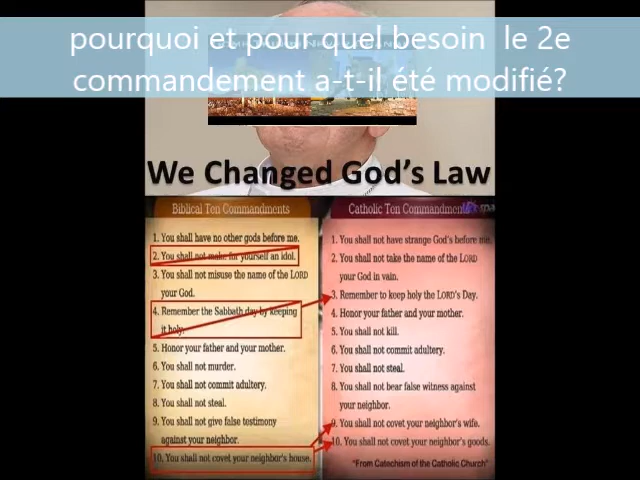 pourquoi et pour quel besoin le 2e
commandement a-t-il été modifié?
We Changed God's Law
Biblical Ten Commandments
1. You shall have no other gods before me.
2. You shall not make for yourself an idol.
3. You shall not misuse the name of the LORD
your God.
4. Remember the Sabbath day by keeping
it holy.
5. Honor your father and your mother.
6. You shall not murder.
7. You shall not commit adultery.
8. You shall not steal.
9. You shall not give false testimony
against your neighbor.
10. You shall not covet your neighbor's house.
Catholic Ten Commandments
1. You shall not have strange God's before me.
2. You shall not take the name of the LORD
your God in vain.
3. Remember to keep holy the LORD's Day.
4. Honor your father and your mother.
5. You shall not kill.
6. You shall not commit adultery.
7. You shall not steal.
8. You shall not bear false witness against
your neighbor.
9. You shall not covet your neighbor's wife.
10. You shall not covet your neighbor's goods.
"From Catechism of the Catholic Church"